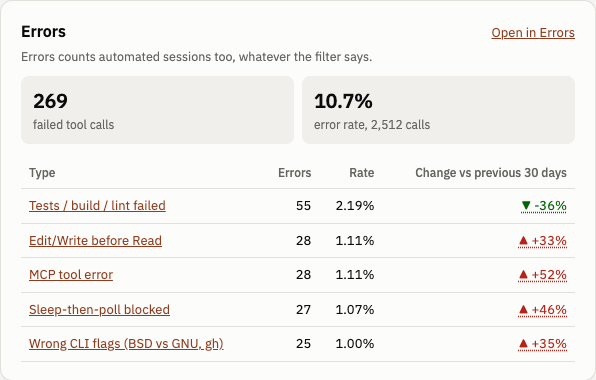 Errors
Open in Errors
Errors counts automated sessions too, whatever the filter says.
269
failed tool calls
10.7%
error rate, 2,512 calls
Type Errors Rate Change vs previous 30 days
Tests / build / lint failed 55 2.19% ▼ -36%
Edit/Write before Read 28 1.11% ▲ +33%
MCP tool error 28 1.11% ▲ +52%
Sleep-then-poll blocked 27 1.07% ▲ +46%
Wrong CLI flags (BSD vs GNU, gh) 25 1.00% ▲ +35%